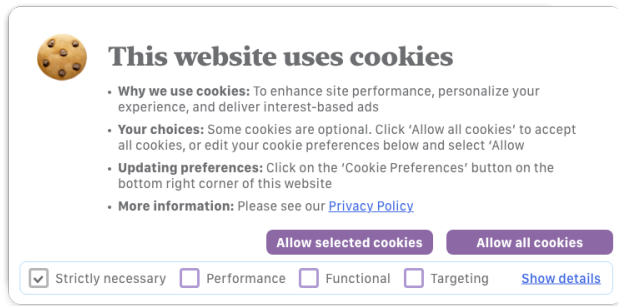 This website uses cookies
• Why we use cookies: To enhance site performance, personalize your
experience, and deliver interest-based ads
• Your choices: Some cookies are optional. Click ‘Allow all cookies’ to accept
all cookies, or edit your cookie preferences below and select ‘Allow
• Updating preferences: Click on the ‘Cookie Preferences’ button on the
bottom right corner of this website
• More information: Please see our Privacy Policy
Allow selected cookies Allow all cookies
Strictly necessary Performance Functional Targeting Show details